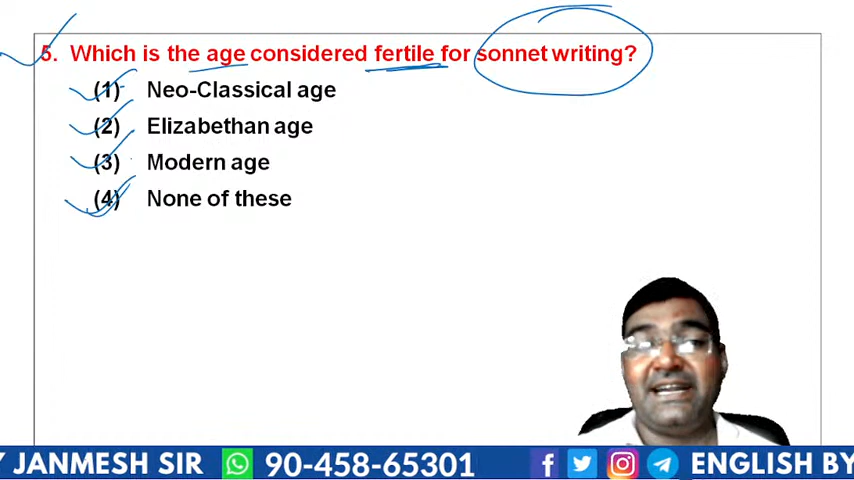 5. Which is the age considered fertile for sonnet writing?
(1) Neo-Classical age
(2) Elizabethan age
(3) Modern age
(4) None of these
Y JANMESH SIR 90-458-65301 ENGLISH BY